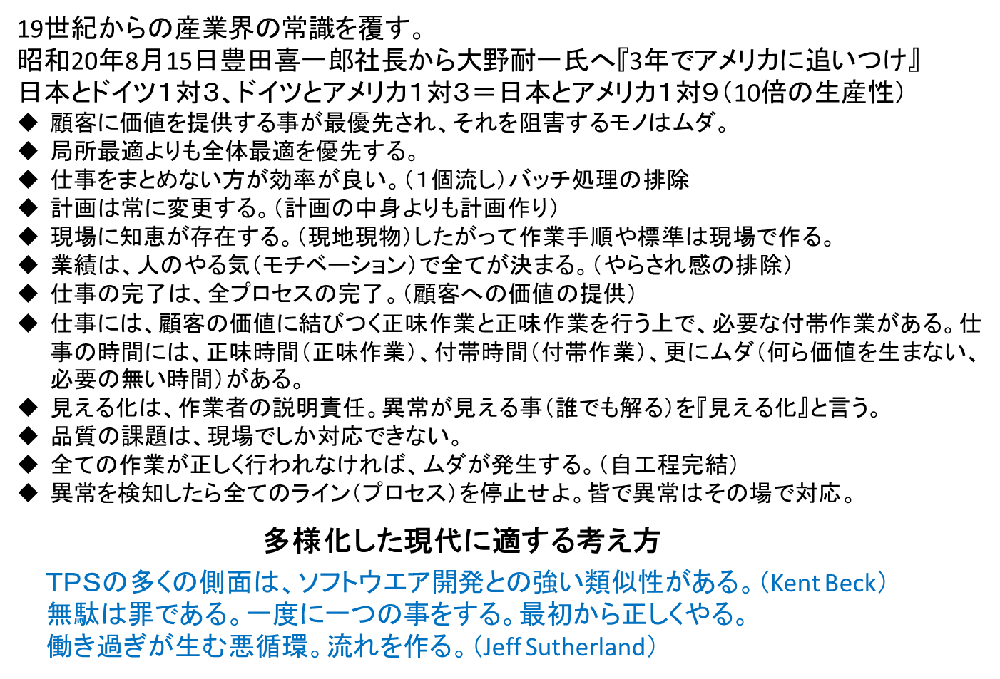 19世紀からの産業界の常識を覆す。
昭和20年8月15日豊田喜一郎社長から大野耐一氏へ『3年でアメリカに追いつけ』
日本とドイツ１対３、ドイツとアメリカ１対３＝日本とアメリカ１対９（10倍の生産性）
◆ 顧客に価値を提供する事が最優先され、それを阻害するモノはムダ。
◆ 局所最適よりも全体最適を優先する。
◆ 仕事をまとめない方が効率が良い。（１個流し）バッチ処理の排除
◆ 計画は常に変更する。（計画の中身よりも計画作り）
◆ 現場に知恵が存在する。（現地現物）したがって作業手順や標準は現場で作る。
◆ 業績は、人のやる気（モチベーション）で全てが決まる。（やらされ感の排除）
◆ 仕事の完了は、全プロセスの完了。（顧客への価値の提供）
◆ 仕事には、顧客の価値に結びつく正味作業と正味作業を行う上で、必要な付帯作業がある。仕
事の時間には、正味時間（正味作業）、付帯時間（付帯作業）、更にムダ（何ら価値を生まない、
必要の無い時間）がある。
◆ 見える化は、作業者の説明責任。異常が見える事（誰でも解る）を『見える化』と言う。
◆ 品質の課題は、現場でしか対応できない。
◆ 全ての作業が正しく行われなければ、ムダが発生する。（自工程完結）
◆ 異常を検知したら全てのライン（プロセス）を停止せよ。皆で異常はその場で対応。
多様化した現代に適する考え方
ＴＰＳの多くの側面は、ソフトウエア開発との強い類似性がある。（Kent Beck）
無駄は罪である。一度に一つの事をする。最初から正しくやる。
働き過ぎが生む悪循環。流れを作る。（Jeff Sutherland）